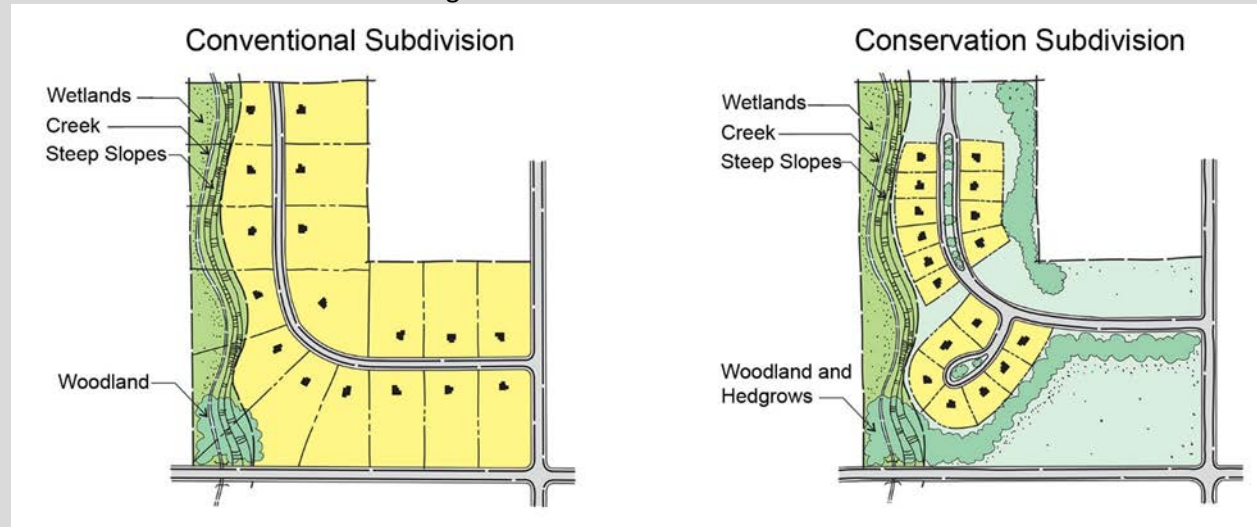 Conventional Subdivision
Wetlands
Creek
Steep Slopes
Woodland
Conservation Subdivision
Wetlands
Creek
Steep Slopes
Woodland and
Hedgrows